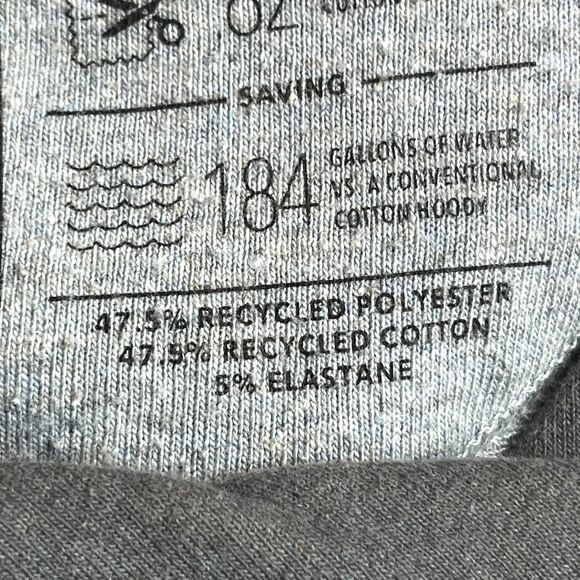 SAVING
184
GALLONS OF WATER
VS. A CONVENTIONAL
COTTON HOODY
47.5% RECYCLED POLYESTER
47.5% RECYCLED COTTON
5% ELASTANE